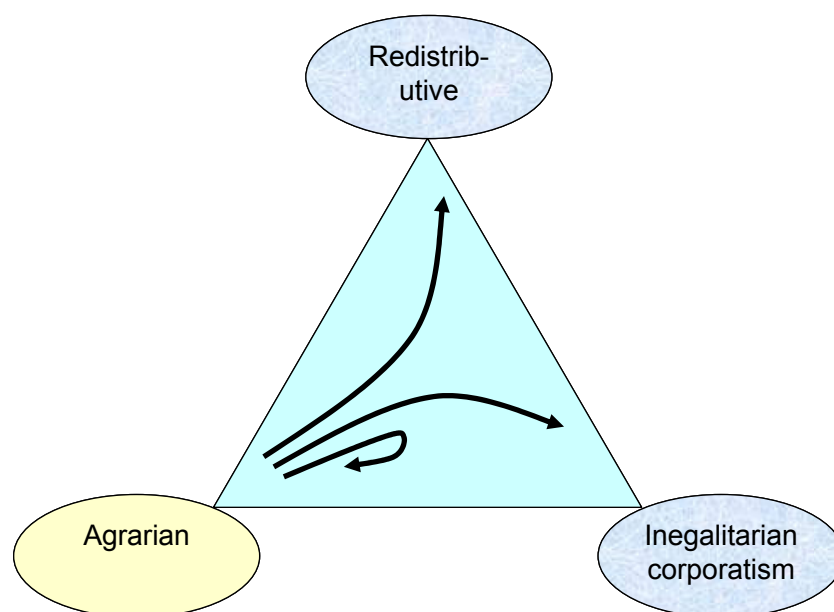 Redistrib-
utive
Agrarian
Inegalitarian
corporatism